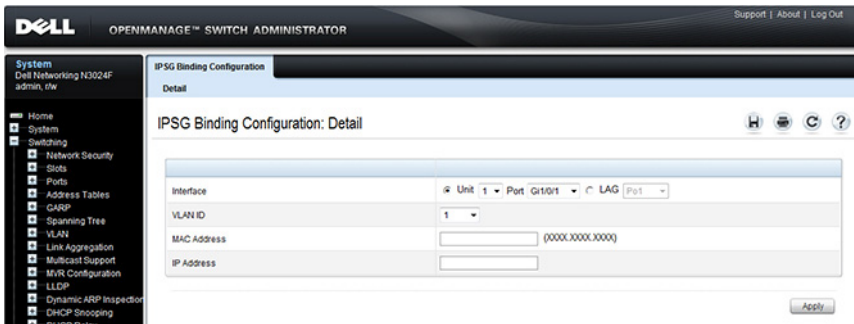 Support | About | Log Out
DELL OPENMANAGE™ SWITCH ADMINISTRATOR
System
Dell Networking N3024F
admin, r/w
Home
System
Switching
Network Security
Slots
Ports
Address Tables
GARP
Spanning Tree
VLAN
Link Aggregation
Multicast Support
MVR Configuration
LLDP
Dynamic ARP Inspection
DHCP Snooping
IPSG Binding Configuration
Detail
IPSG Binding Configuration: Detail
Interface Unit 1 Port Gi1/0/1 LAG Po1
VLAN ID 1
MAC Address (XXXX.XXXX.XXXX)
IP Address
Apply